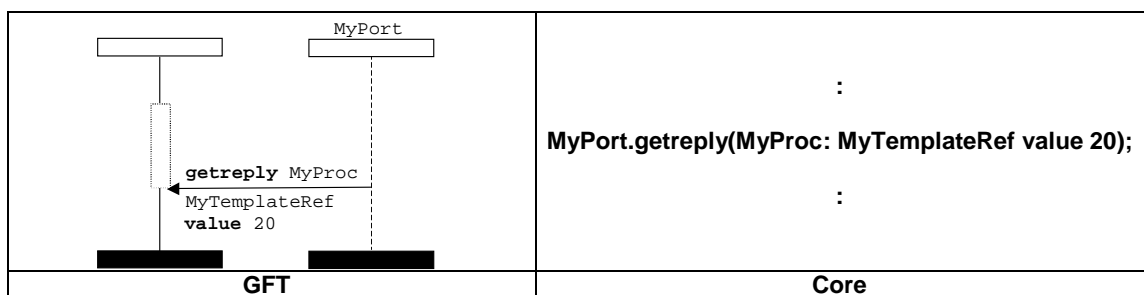 MyPort
getreply MyProc
MyTemplateRef
value 20
:
MyPort.getreply(MyProc: MyTemplateRef value 20);
:
GFT
Core